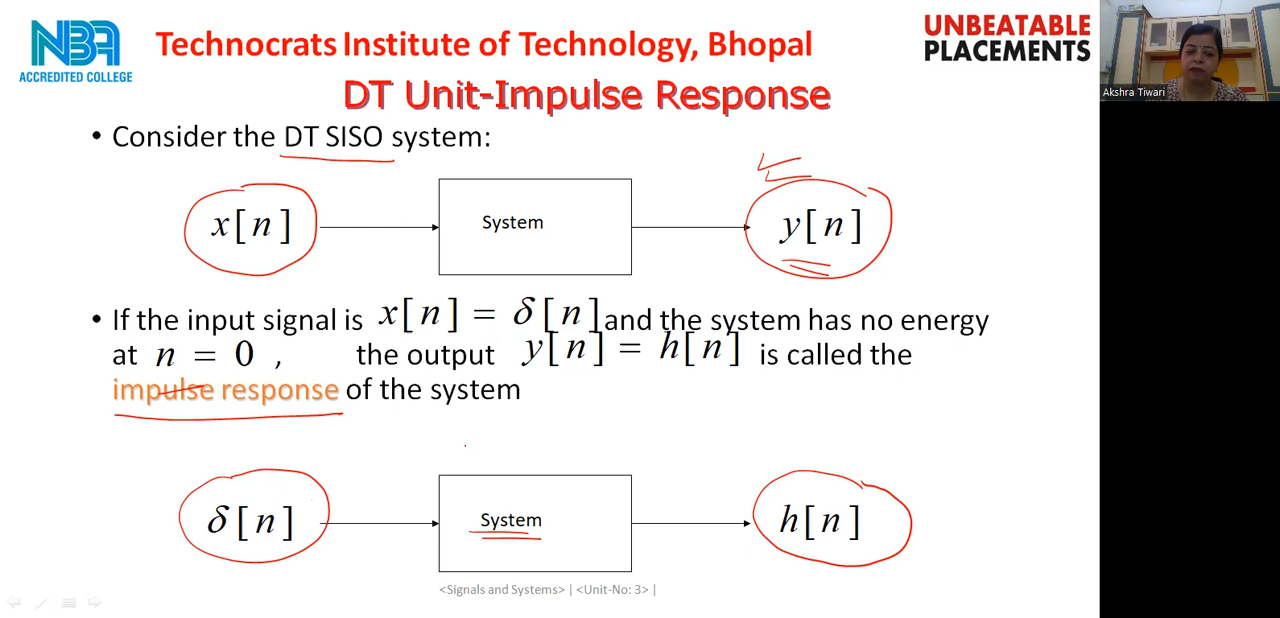 NBA
ACCREDITED COLLEGE
Technocrats Institute of Technology, Bhopal
UNBEATABLE
PLACEMENTS
DT Unit-Impulse Response
Akshra Tiwari
• Consider the DT SISO system:
x[n]
System
y[n]
• If the input signal is x[n] = δ[n] and the system has no energy
at n = 0 , the output y[n] = h[n] is called the
impulse response of the system
δ[n]
System
h[n]
<Signals and Systems> | <Unit-No: 3> |